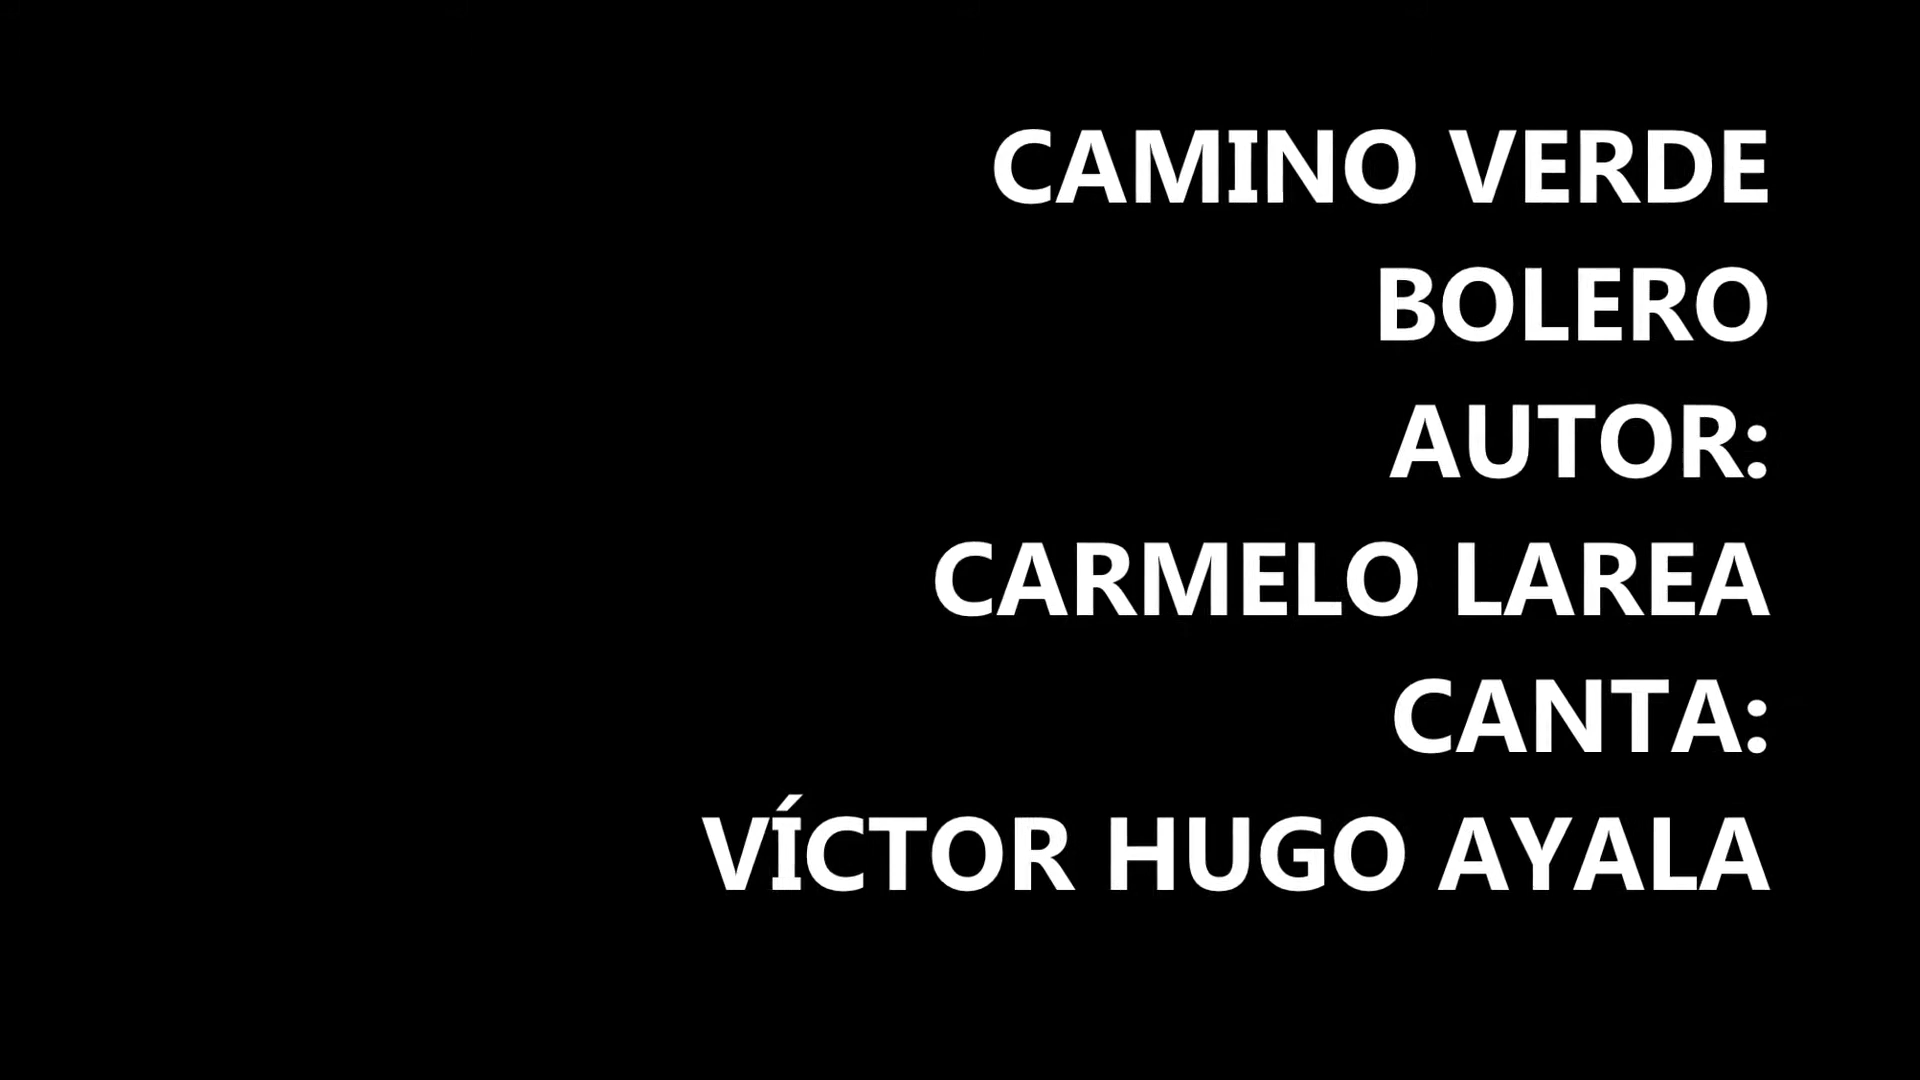 CAMINO VERDE
BOLERO
AUTOR:
CARMELO LAREA
CANTA:
VÍCTOR HUGO AYALA